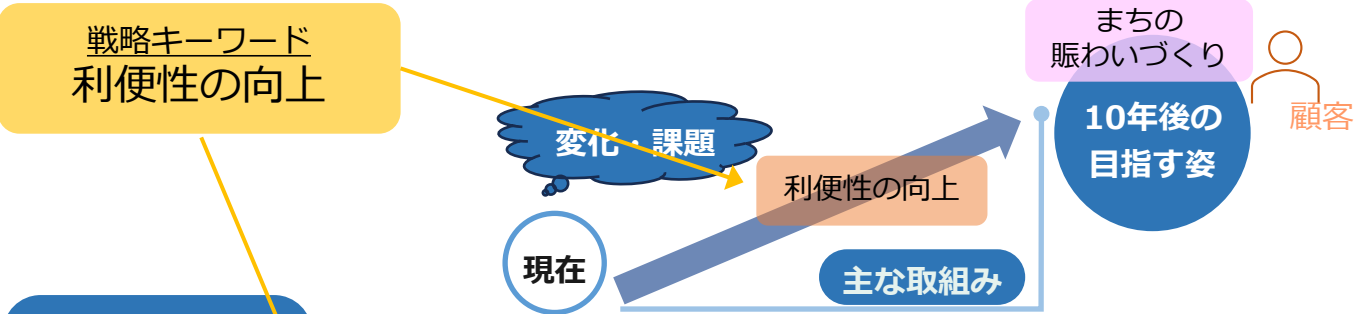 戦略キーワード
利便性の向上
変化・課題
利便性の向上
現在
主な取組み
まちの
賑わいづくり
10年後の
目指す姿
顧客